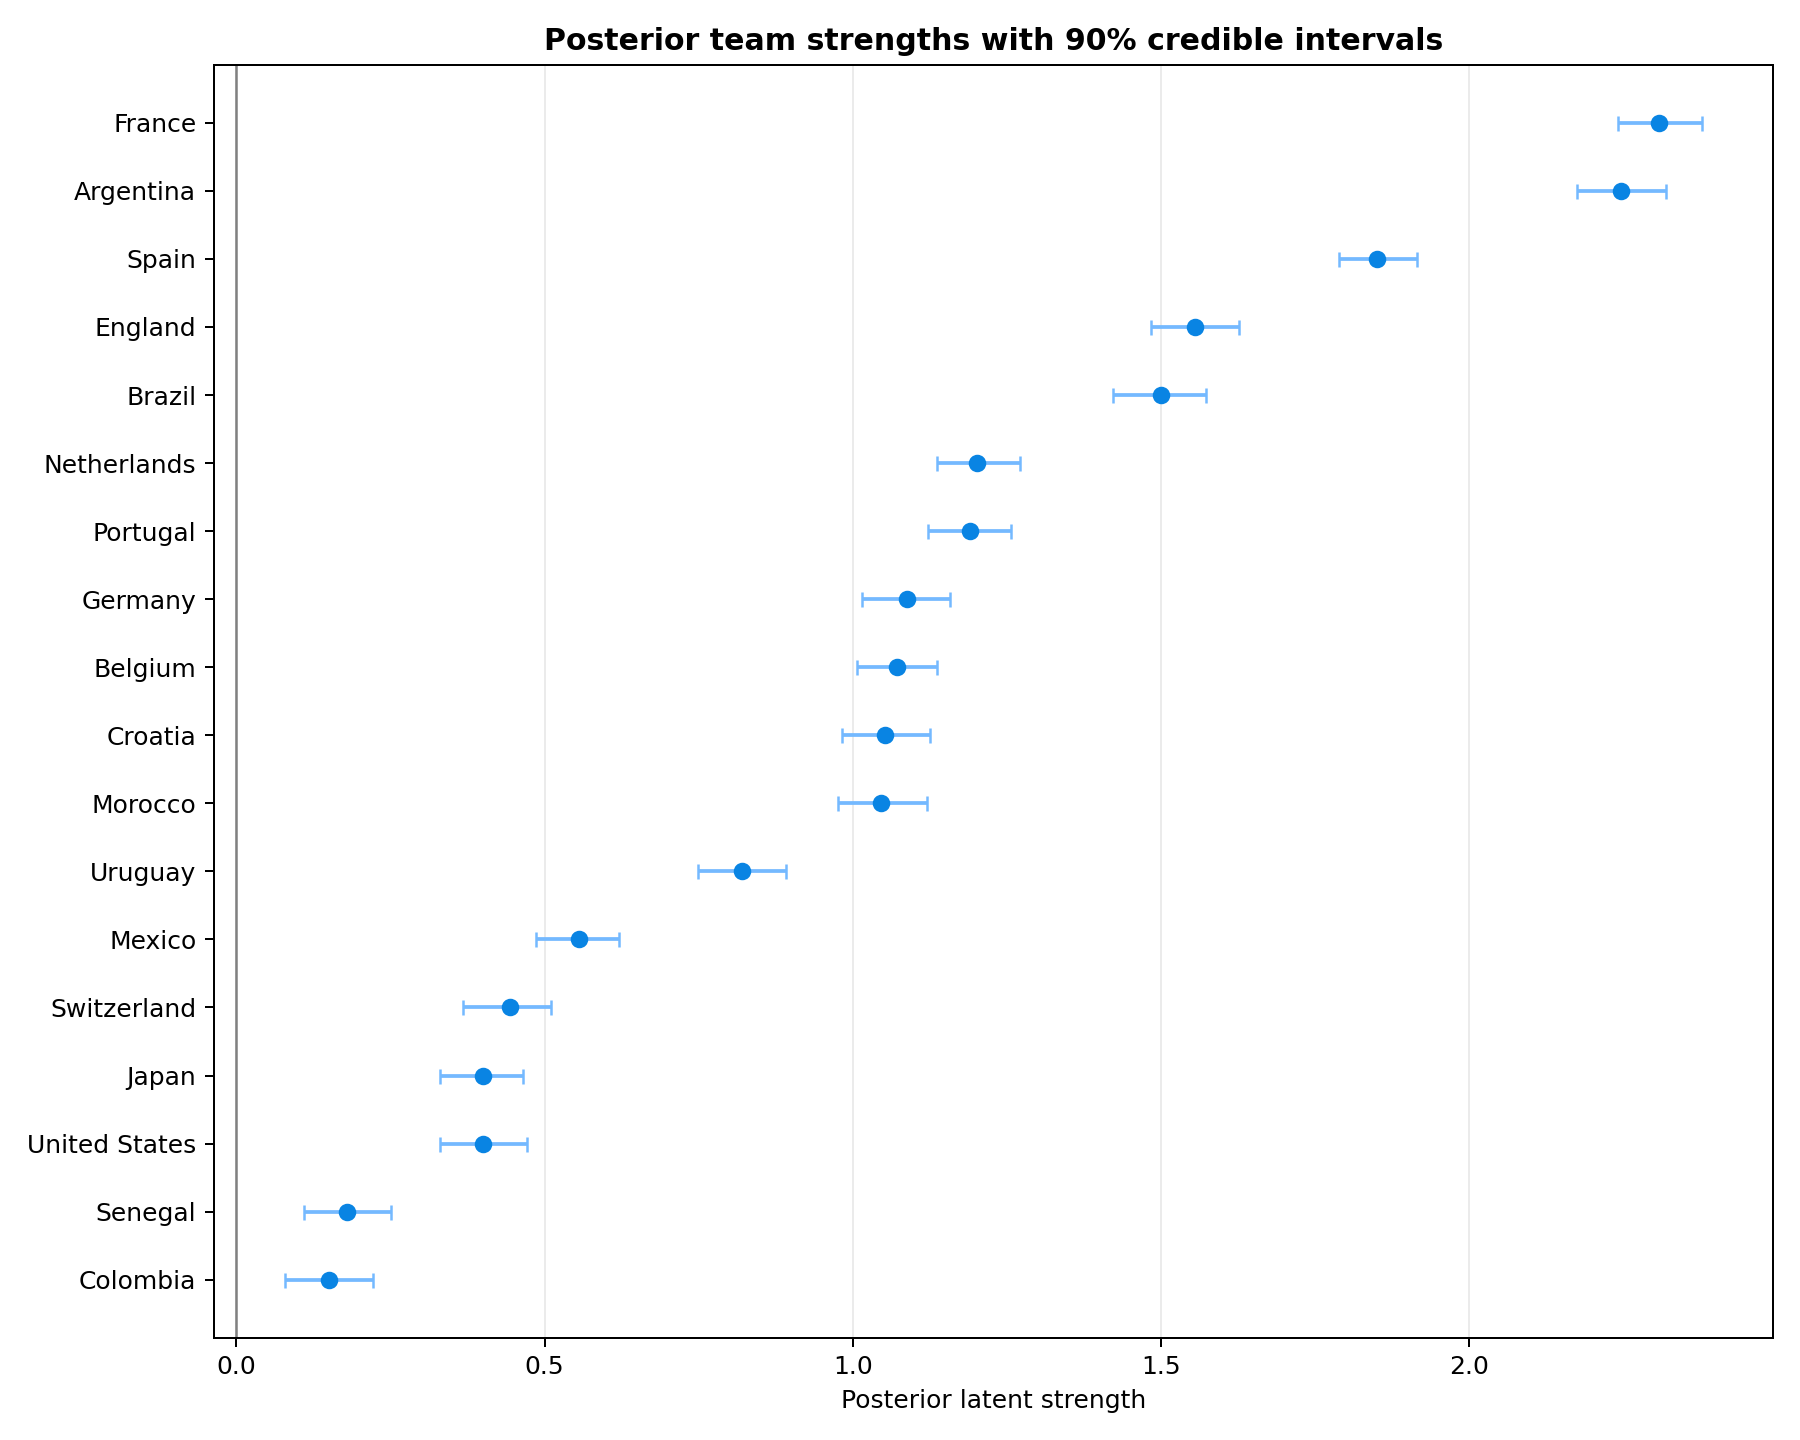 Posterior team strengths with 90% credible intervals
France
Argentina
Spain
England
Brazil
Netherlands
Portugal
Germany
Belgium
Croatia
Morocco
Uruguay
Mexico
Switzerland
Japan
United States
Senegal
Colombia
0.0 0.5 1.0 1.5 2.0
Posterior latent strength